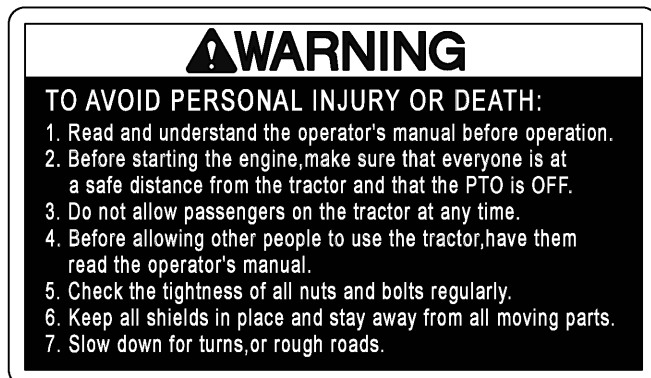 WARNING
TO AVOID PERSONAL INJURY OR DEATH:
1. Read and understand the operator's manual before operation.
2. Before starting the engine,make sure that everyone is at
a safe distance from the tractor and that the PTO is OFF.
3. Do not allow passengers on the tractor at any time.
4. Before allowing other people to use the tractor,have them
read the operator's manual.
5. Check the tightness of all nuts and bolts regularly.
6. Keep all shields in place and stay away from all moving parts.
7. Slow down for turns,or rough roads.